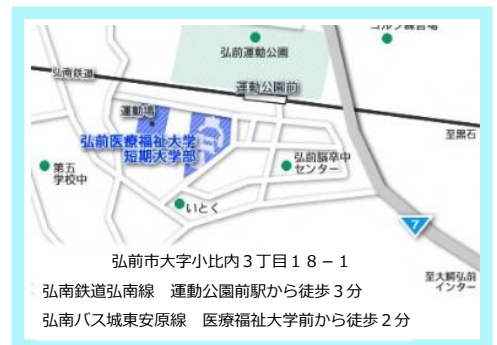 弘前運動公園
弘南鉄道
運動公園前
運動場
至黒石
弘前医療福祉大学
短期大学部
弘前脳卒中
センター
第五
学校中
いとく
7
至大鰐弘前
インター
弘前市大字小比内３丁目１８－１
弘南鉄道弘南線　運動公園前駅から徒歩３分
弘南バス城東安原線　医療福祉大学前から徒歩２分